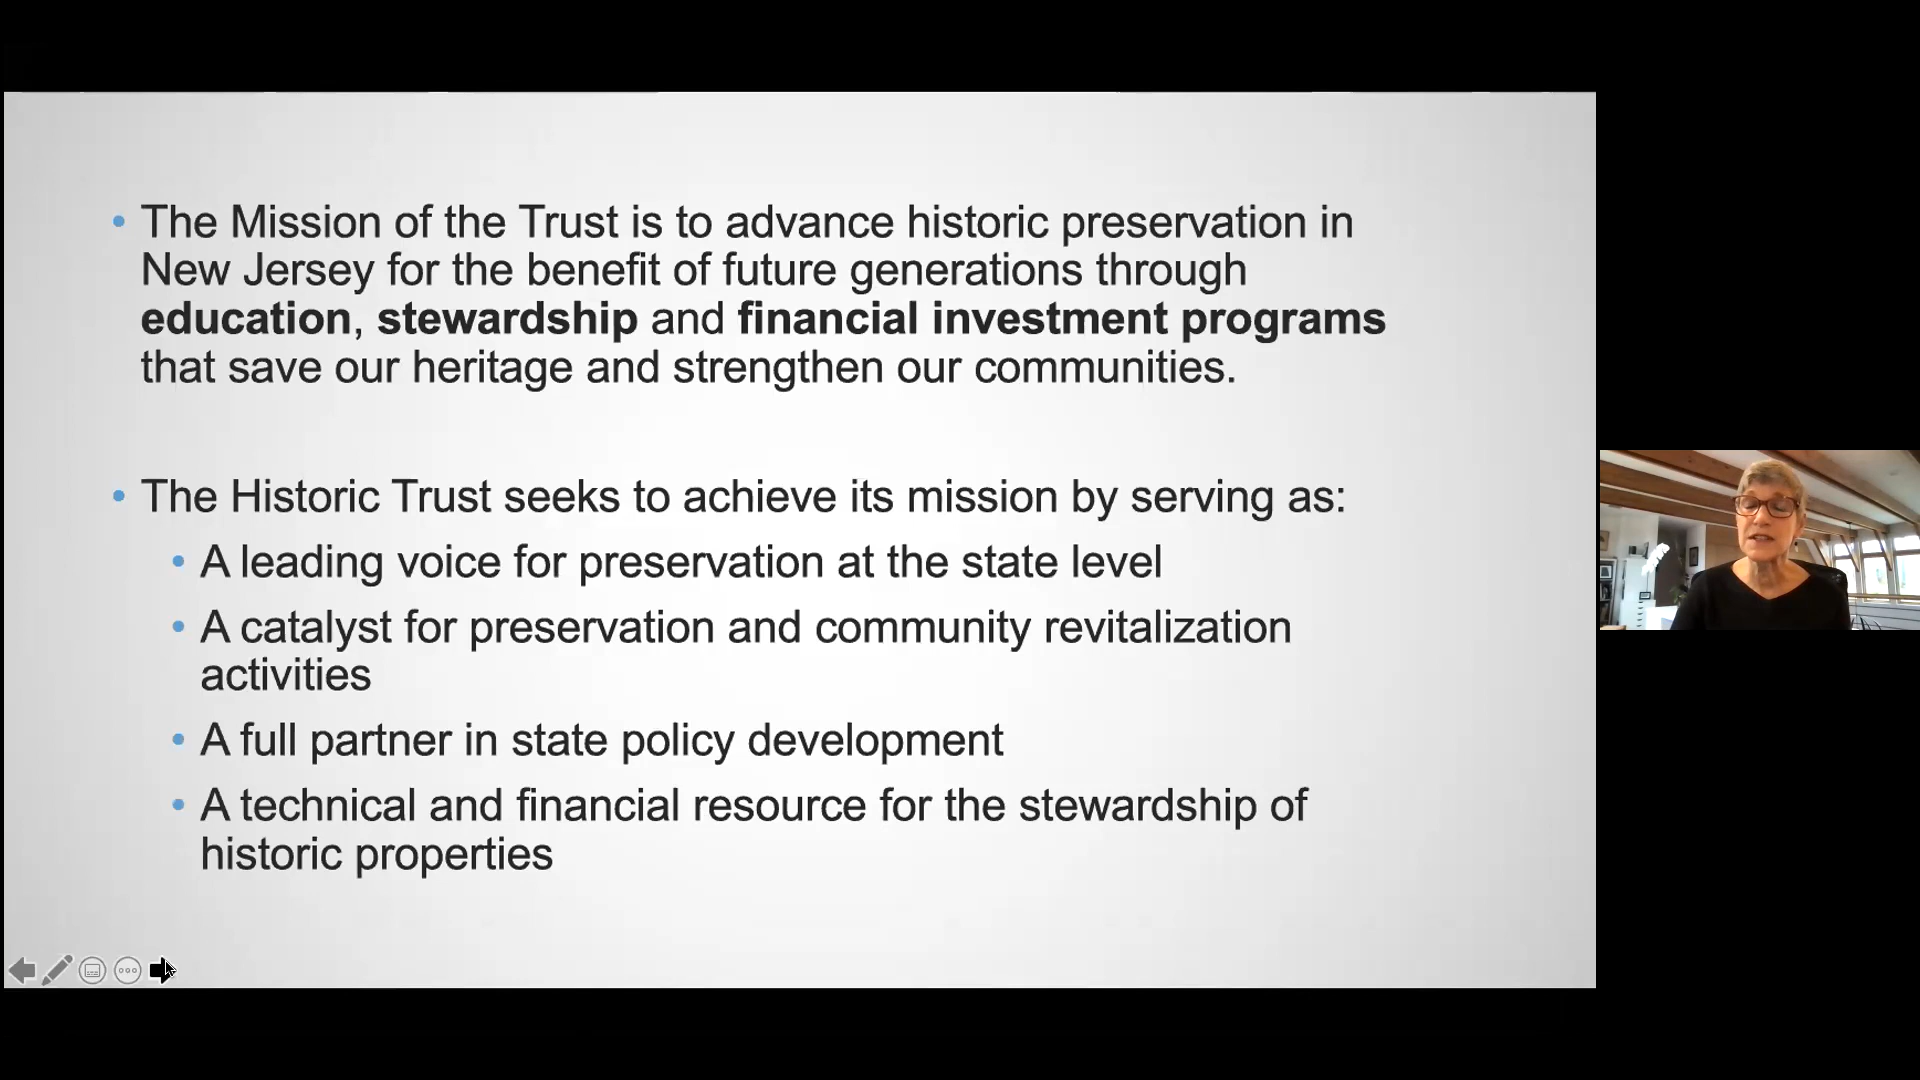 • The Mission of the Trust is to advance historic preservation in
New Jersey for the benefit of future generations through
education, stewardship and financial investment programs
that save our heritage and strengthen our communities.
• The Historic Trust seeks to achieve its mission by serving as:
• A leading voice for preservation at the state level
• A catalyst for preservation and community revitalization
activities
• A full partner in state policy development
• A technical and financial resource for the stewardship of
historic properties